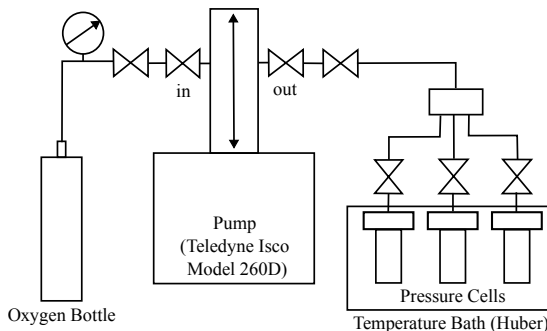 in
out
Pump
(Teledyne Isco
Model 260D)
Pressure Cells
Oxygen Bottle
Temperature Bath (Huber)